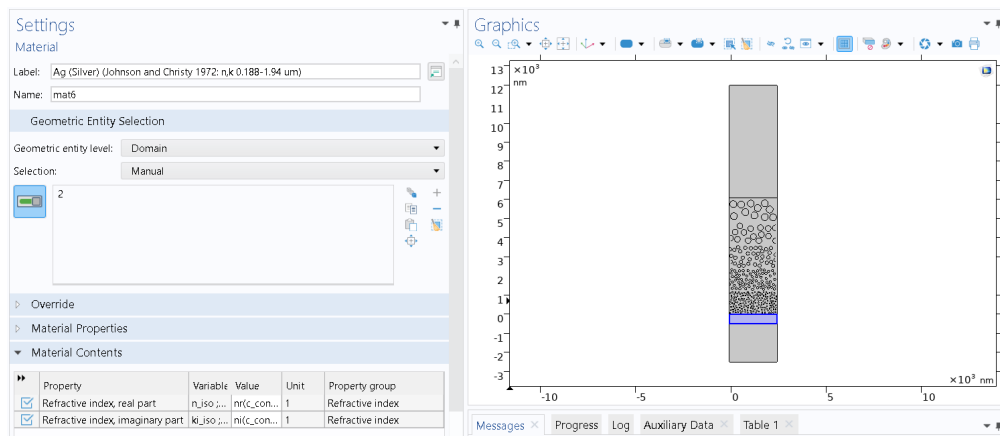 Settings
Material
Label: Ag (Silver) (Johnson and Christy 1972: n,k 0.188-1.94 um)
Name: mat6
Geometric Entity Selection
Geometric entity level: Domain
Selection: Manual
2
Override
Material Properties
Material Contents
Property Variable Value Unit Property group
Refractive index, real part n_iso ;... nr(c_con... 1 Refractive index
Refractive index, imaginary part ki_iso ;... ni(c_con... 1 Refractive index
Graphics
13 ×10³
nm
12
11
10
9
8
7
6
5
4
3
2
1
0
-1
-2
-3
×10³ nm
-10 -5 0 5 10
Messages Progress Log Auxiliary Data Table 1